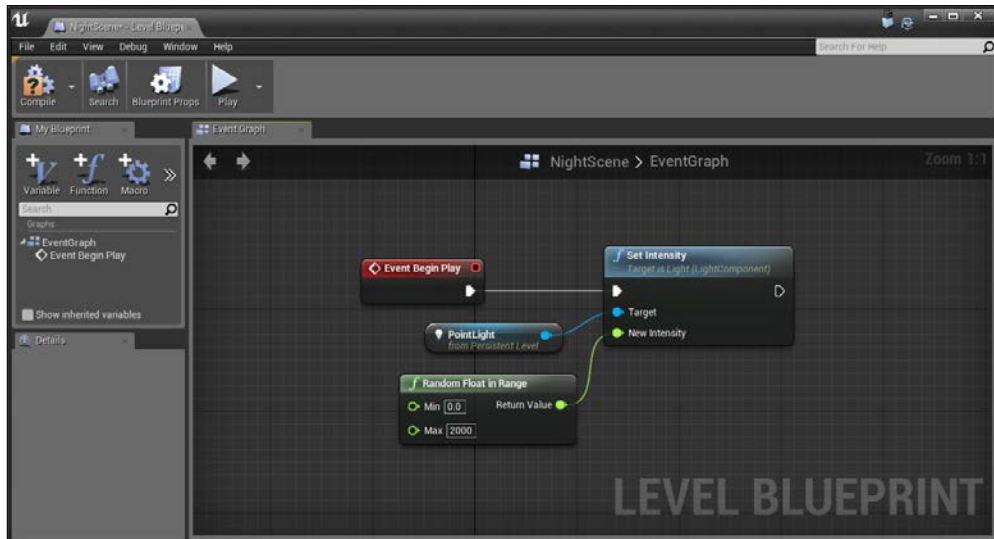 NightScene - Level Bluepr
File Edit View Debug Window Help
Search For Help
Compile
Search
Blueprint Props
Play
My Blueprint
Event Graph
Variable
Function
Macro
Search
Graphs
EventGraph
Event Begin Play
Show inherited variables
Details
NightScene > EventGraph
Zoom 1:1
Event Begin Play
f Set Intensity
Target is Light (LightComponent)
Target
New Intensity
PointLight
from Persistent Level
f Random Float in Range
Min 0.0
Return Value
Max 2000
LEVEL BLUEPRINT